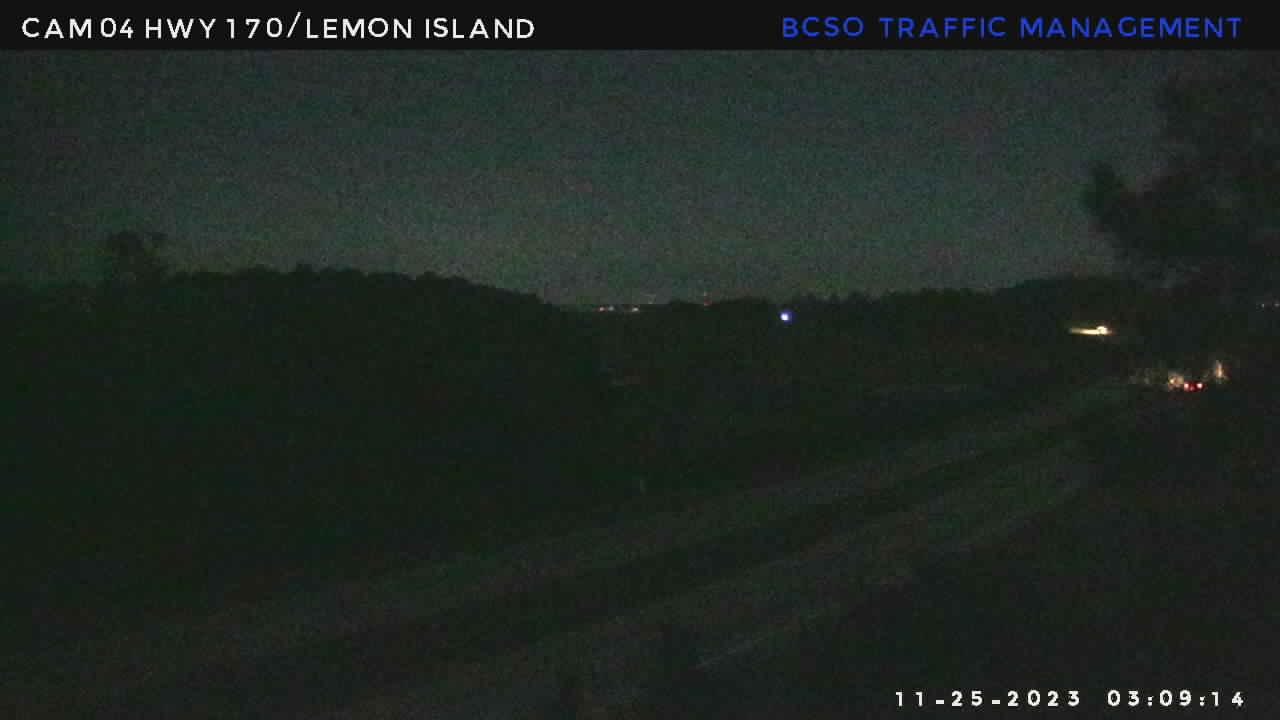 CAM 04 HWY 170/LEMON ISLAND
BCSO TRAFFIC MANAGEMENT
11-25-2023 03:09:14